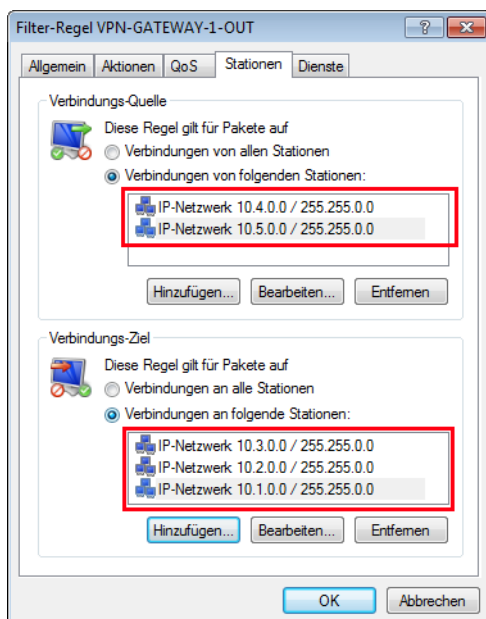 Filter-Regel VPN-GATEWAY-1-OUT
Allgemein Aktionen QoS Stationen Dienste
Verbindungs-Quelle
Diese Regel gilt für Pakete auf
Verbindungen von allen Stationen
Verbindungen von folgenden Stationen:
IP-Netzwerk 10.4.0.0 / 255.255.0.0
IP-Netzwerk 10.5.0.0 / 255.255.0.0
Hinzufügen... Bearbeiten... Entfernen
Verbindungs-Ziel
Diese Regel gilt für Pakete auf
Verbindungen an alle Stationen
Verbindungen an folgende Stationen:
IP-Netzwerk 10.3.0.0 / 255.255.0.0
IP-Netzwerk 10.2.0.0 / 255.255.0.0
IP-Netzwerk 10.1.0.0 / 255.255.0.0
Hinzufügen... Bearbeiten... Entfernen
OK Abbrechen